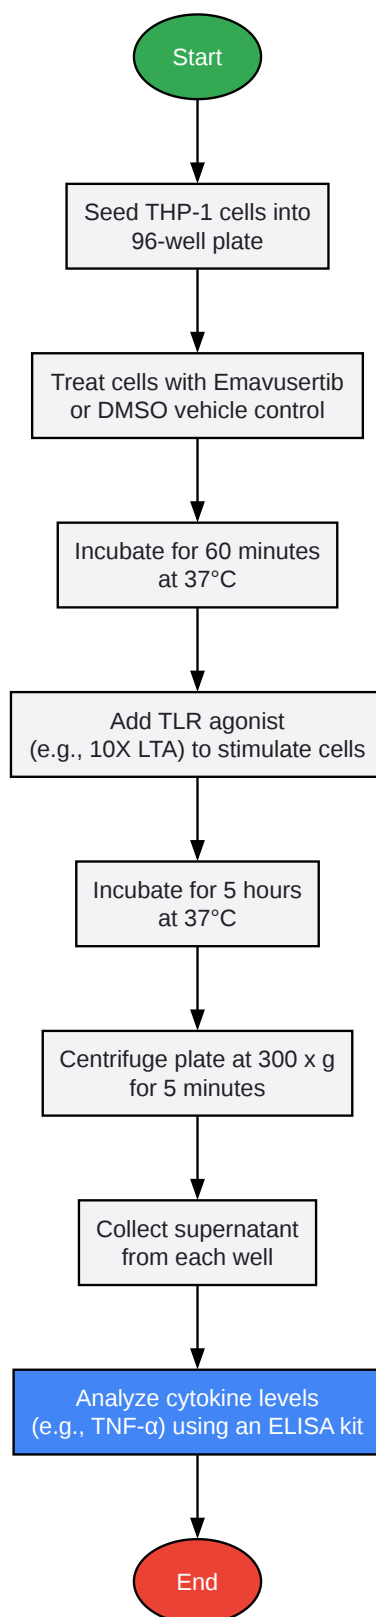 Start
Seed THP-1 cells into
96-well plate
Treat cells with Emavusertib
or DMSO vehicle control
Incubate for 60 minutes
at 37°C
Add TLR agonist
(e.g., 10X LTA) to stimulate cells
Incubate for 5 hours
at 37°C
Centrifuge plate at 300 x g
for 5 minutes
Collect supernatant
from each well
Analyze cytokine levels
(e.g., TNF-α) using an ELISA kit
End